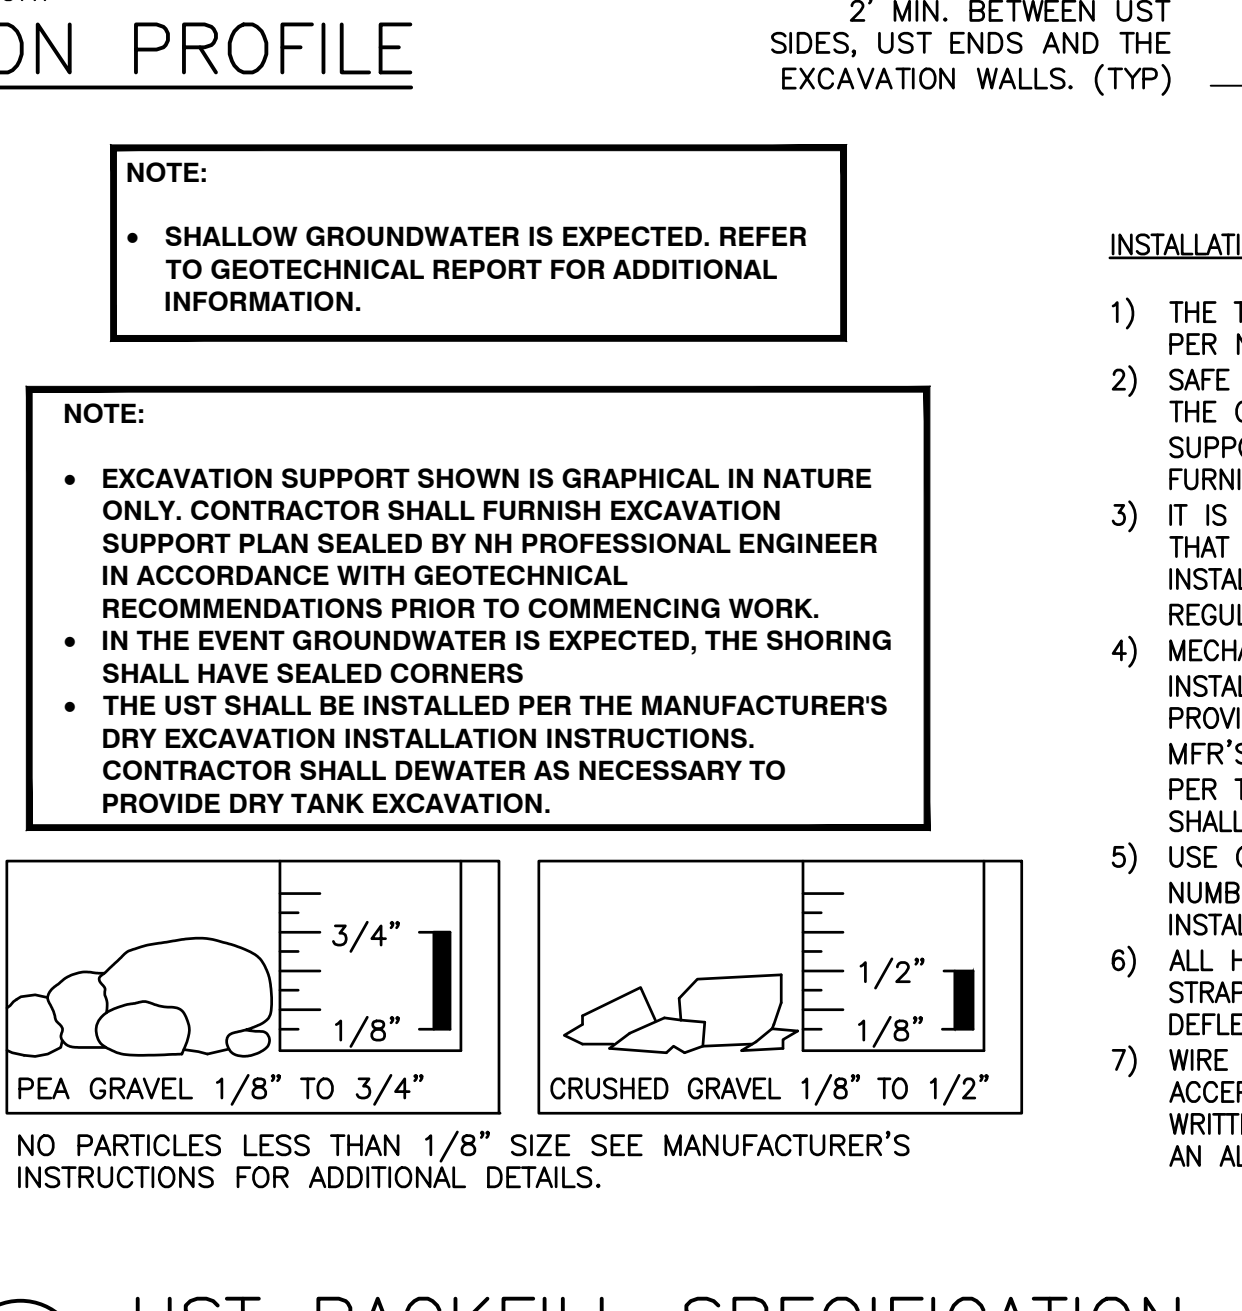 ON PROFILE
2' MIN. BETWEEN UST
SIDES, UST ENDS AND THE
EXCAVATION WALLS. (TYP)
NOTE:
• SHALLOW GROUNDWATER IS EXPECTED. REFER
TO GEOTECHNICAL REPORT FOR ADDITIONAL
INFORMATION.
NOTE:
• EXCAVATION SUPPORT SHOWN IS GRAPHICAL IN NATURE
ONLY. CONTRACTOR SHALL FURNISH EXCAVATION
SUPPORT PLAN SEALED BY NH PROFESSIONAL ENGINEER
IN ACCORDANCE WITH GEOTECHNICAL
RECOMMENDATIONS PRIOR TO COMMENCING WORK.
• IN THE EVENT GROUNDWATER IS EXPECTED, THE SHORING
SHALL HAVE SEALED CORNERS
• THE UST SHALL BE INSTALLED PER THE MANUFACTURER'S
DRY EXCAVATION INSTALLATION INSTRUCTIONS.
CONTRACTOR SHALL DEWATER AS NECESSARY TO
PROVIDE DRY TANK EXCAVATION.
3/4"
1/8"
PEA GRAVEL 1/8" TO 3/4"
1/2"
1/8"
CRUSHED GRAVEL 1/8" TO 1/2"
NO PARTICLES LESS THAN 1/8" SIZE SEE MANUFACTURER'S
INSTRUCTIONS FOR ADDITIONAL DETAILS.
INSTALLATI
1) THE T
PER N
2) SAFE
THE
SUPPO
FURNI
3) IT IS
THAT
INSTAL
REGUL
4) MECHA
INSTAL
PROVI
MFR'S
PER T
SHALL
5) USE
NUMB
INSTAL
6) ALL H
STRAP
DEFLE
7) WIRE
ACCEP
WRITT
AN AL
UST BACKFILL SPECIFICATION